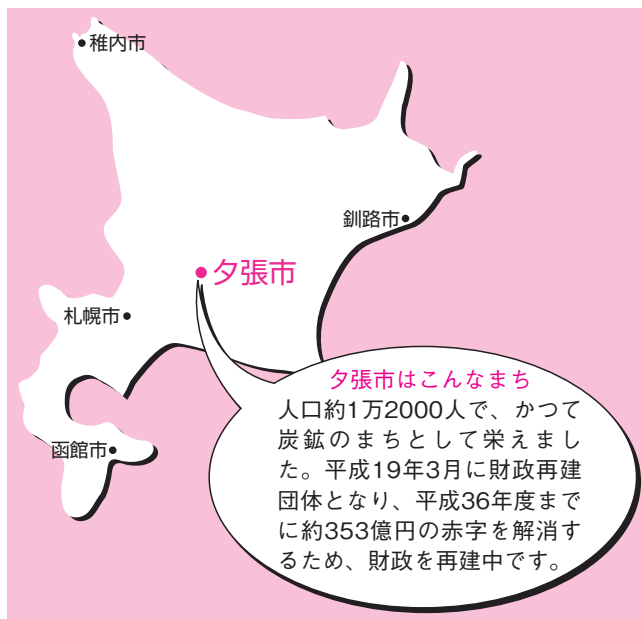 稚内市
釧路市
夕張市
札幌市
函館市
夕張市はこんなまち
人口約1万2000人で、かつて
炭鉱のまちとして栄えまし
た。平成19年3月に財政再建
団体となり、平成36年度まで
に約353億円の赤字を解消す
るため、財政を再建中です。